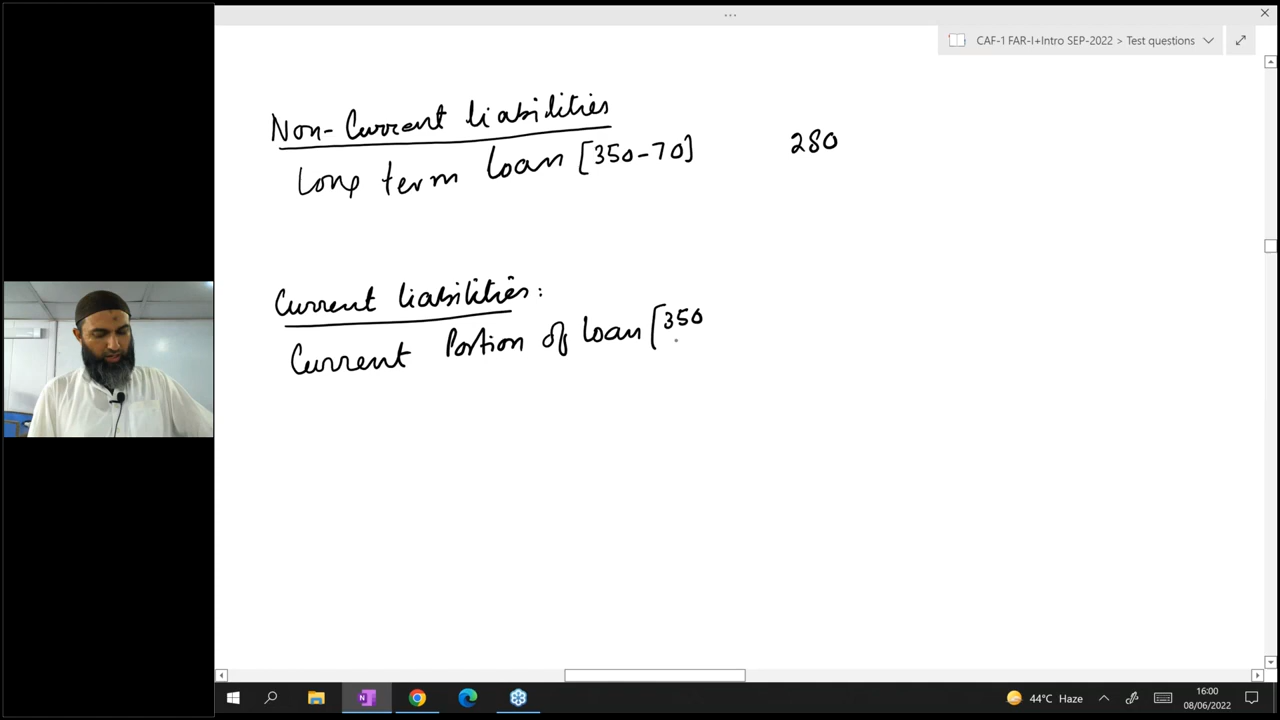 CAF-1 FAR-I+Intro SEP-2022 > Test questions
Non-Current liabilities
Long term loan [350-70] 280
Current liabilities:
Current Portion of loan [350
44°C Haze
16:00
08/06/2022